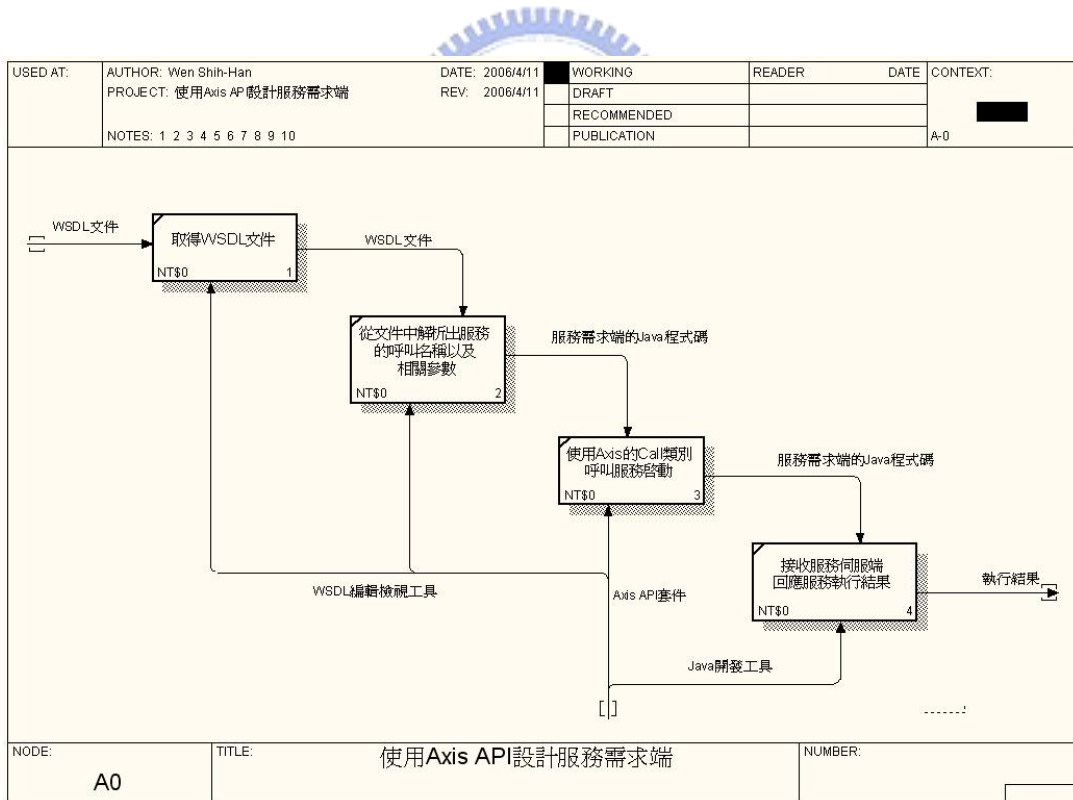 USED AT:
AUTHOR: Wen Shih-Han
DATE: 2006/4/11
PROJECT: 使用Axis API設計服務需求端
REV: 2006/4/11
NOTES: 1 2 3 4 5 6 7 8 9 10
WORKING
DRAFT
RECOMMENDED
PUBLICATION
READER
DATE
CONTEXT:
A-0
WSDL文件
取得WSDL文件
NT$0
1
WSDL文件
從文件中解析出服務
的呼叫名稱以及
相關參數
NT$0
2
服務需求端的Java程式碼
使用Axis的Call類別
呼叫服務啓動
NT$0
3
服務需求端的Java程式碼
接收服務伺服端
回應服務執行結果
NT$0
4
執行結果
WSDL編輯檢視工具
Axis API套件
Java開發工具
NODE:
A0
TITLE:
使用Axis API設計服務需求端
NUMBER: